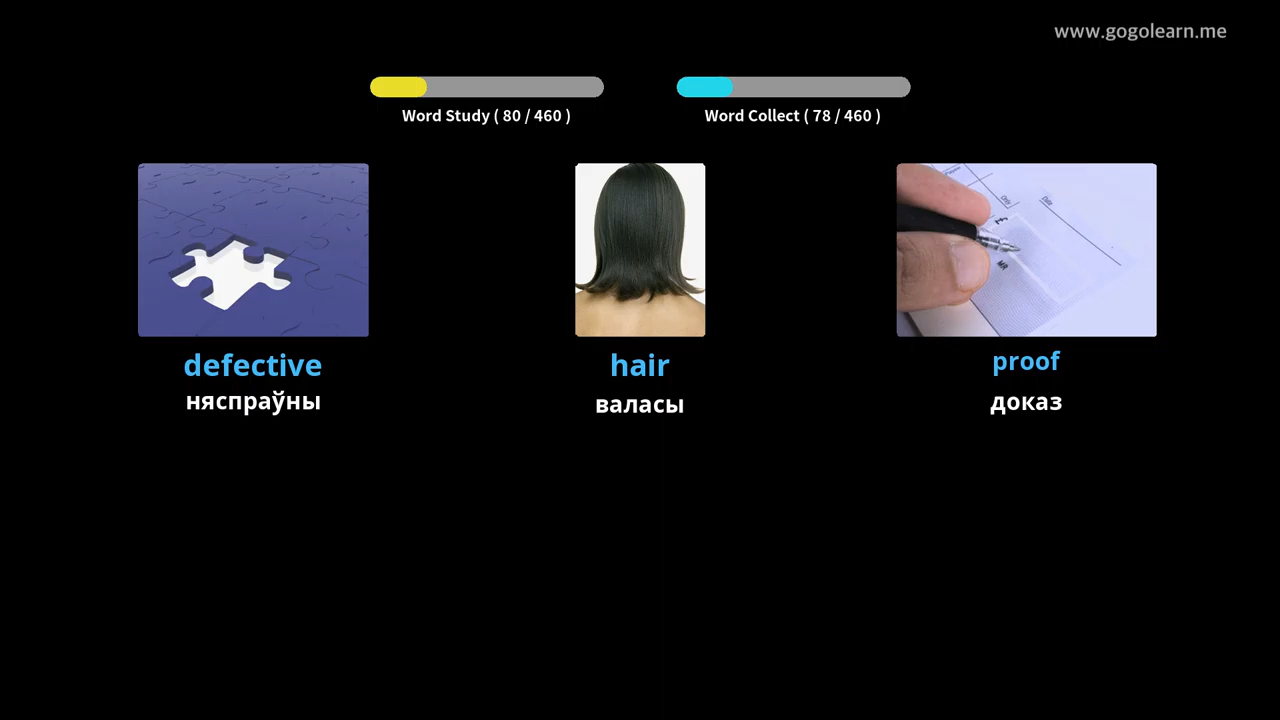 www.gogolearn.me
Word Study ( 80 / 460 )
Word Collect ( 78 / 460 )
defective
няспраўны
hair
валасы
proof
доказ